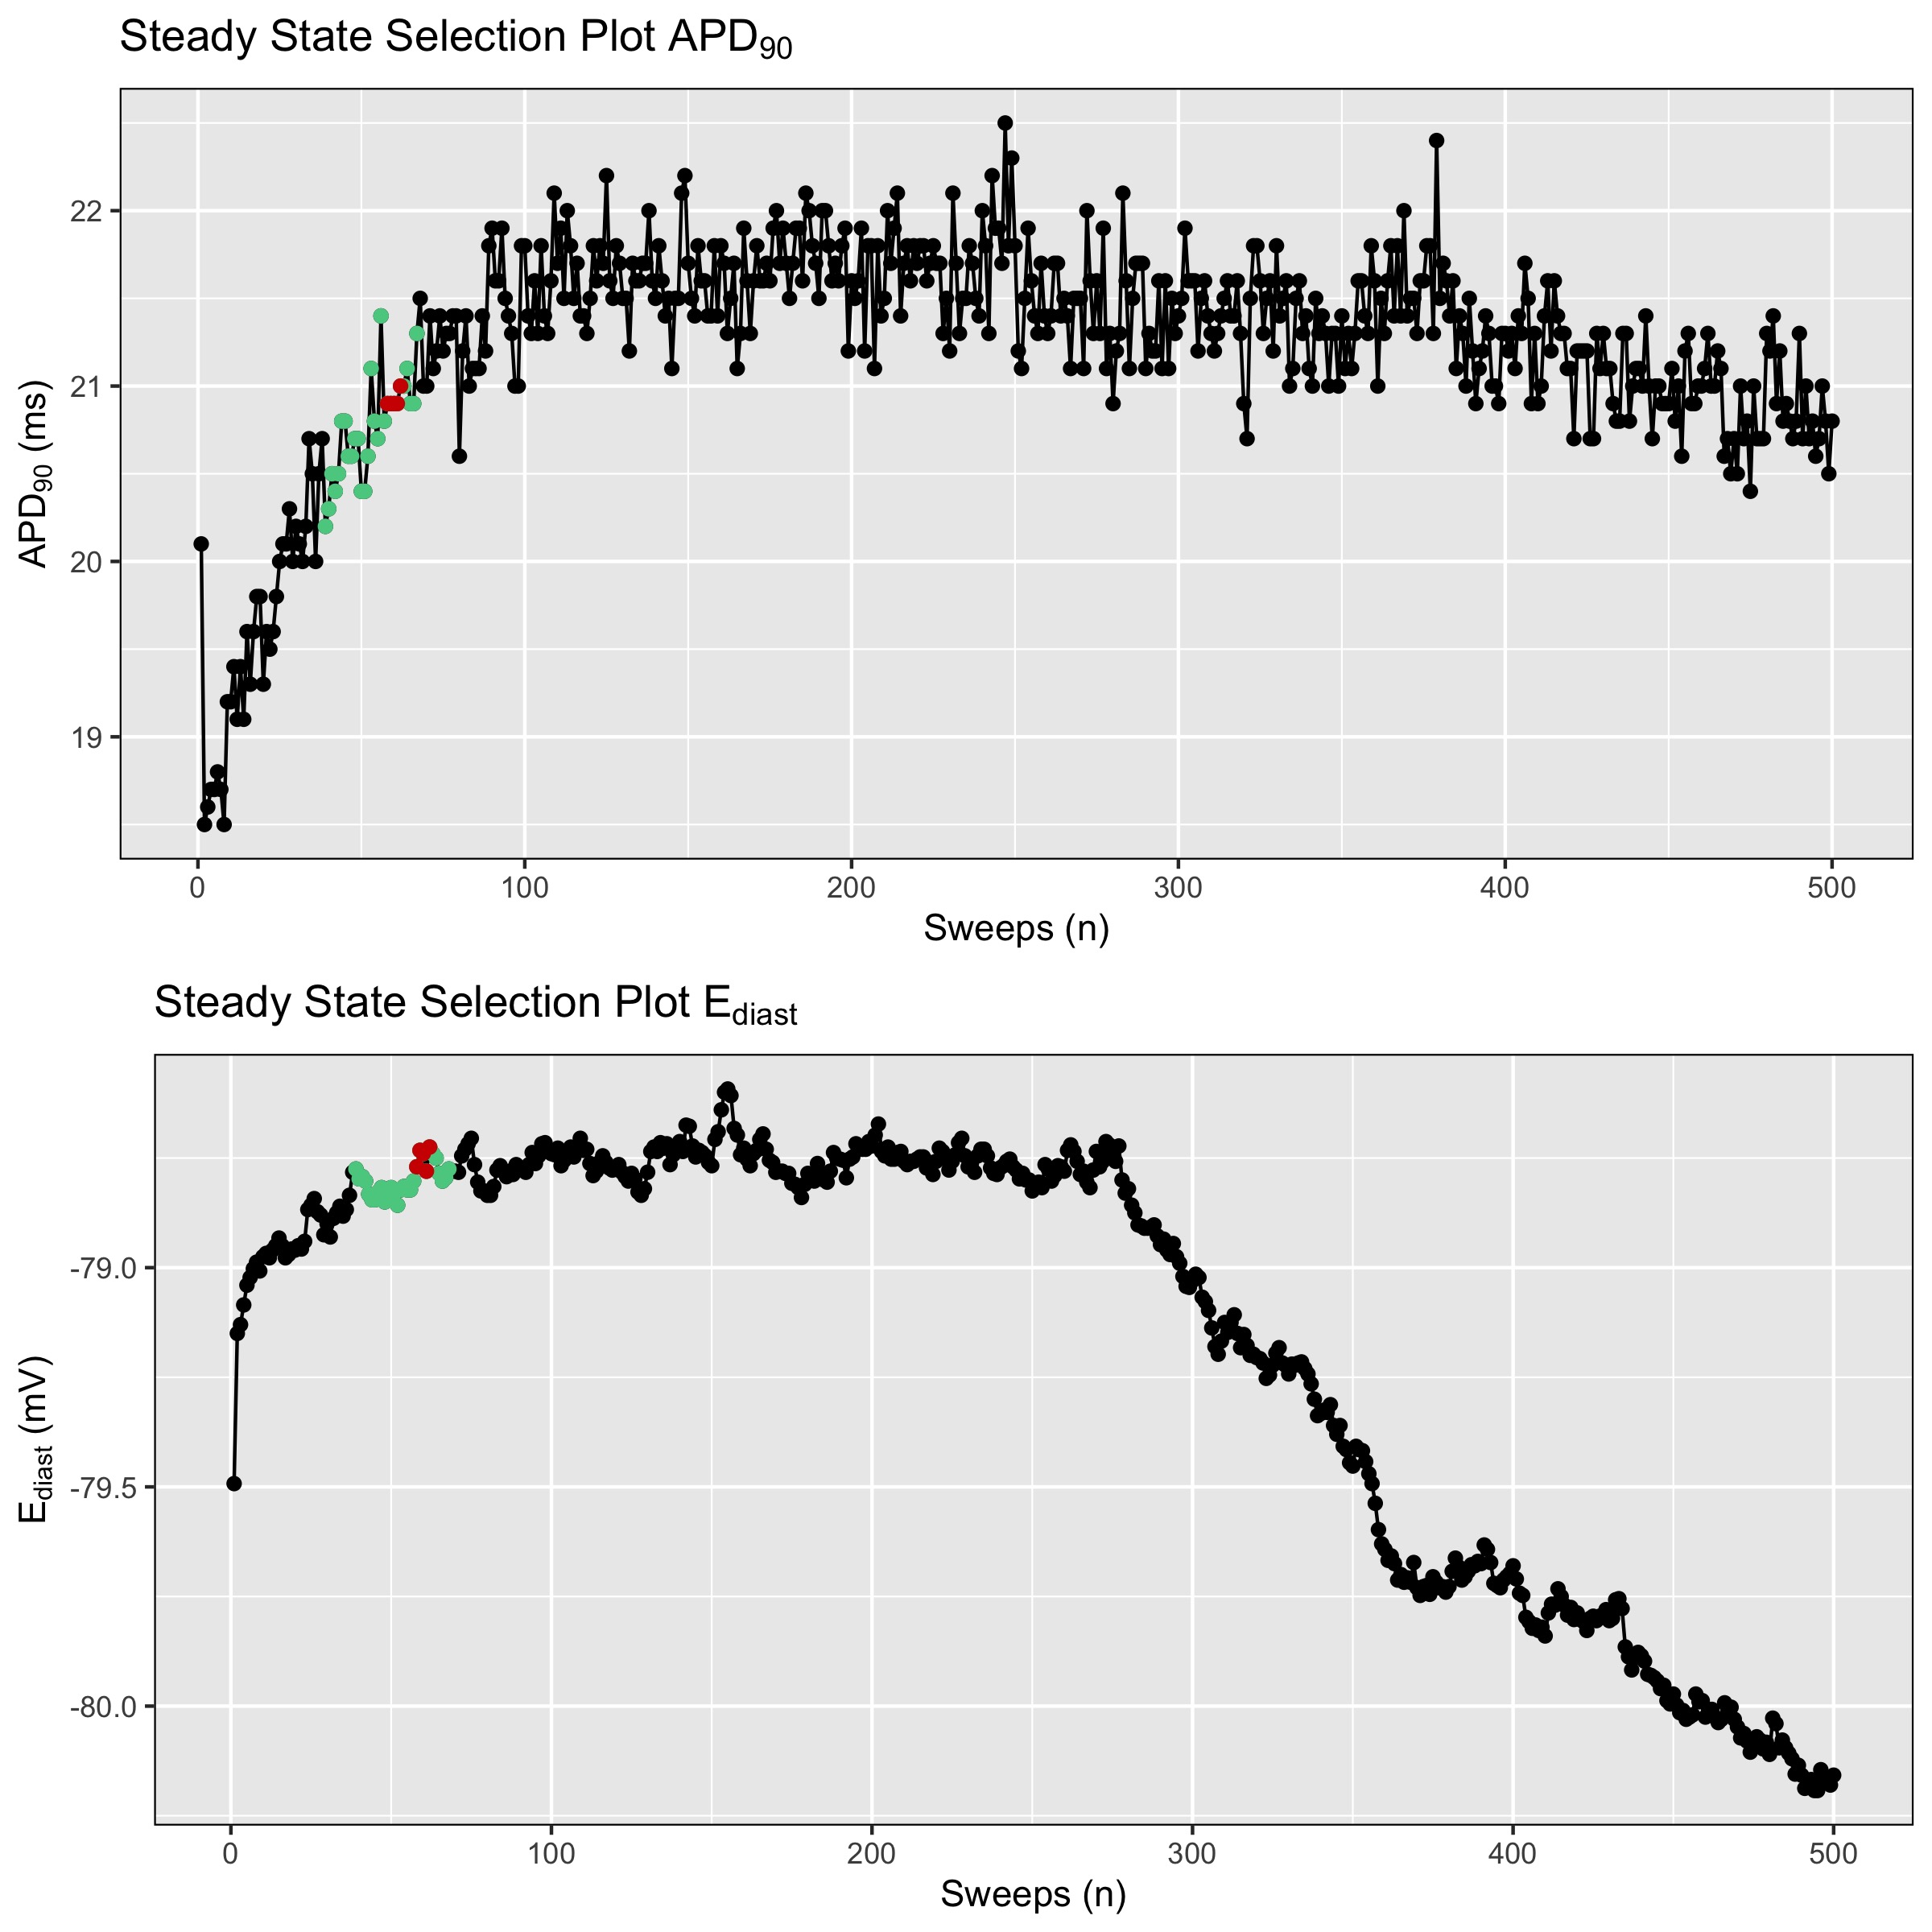 Steady State Selection Plot APD90
APD90 (ms)
22
21
20
19
0 100 200 300 400 500
Sweeps (n)
Steady State Selection Plot Ediast
Ediast (mV)
-79.0
-79.5
-80.0
0 100 200 300 400 500
Sweeps (n)